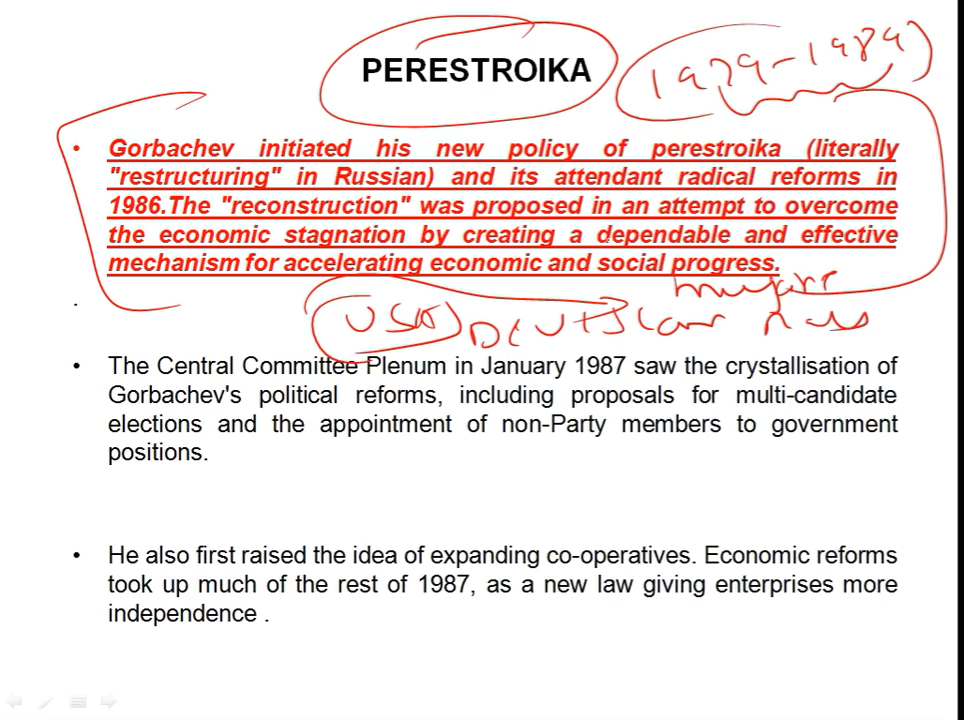 PERESTROIKA
1979-1989
• Gorbachev initiated his new policy of perestroika (literally
"restructuring" in Russian) and its attendant radical reforms in
1986.The "reconstruction" was proposed in an attempt to overcome
the economic stagnation by creating a dependable and effective
mechanism for accelerating economic and social progress.
.
• The Central Committee Plenum in January 1987 saw the crystallisation of
Gorbachev's political reforms, including proposals for multi-candidate
elections and the appointment of non-Party members to government
positions.
• He also first raised the idea of expanding co-operatives. Economic reforms
took up much of the rest of 1987, as a new law giving enterprises more
independence .